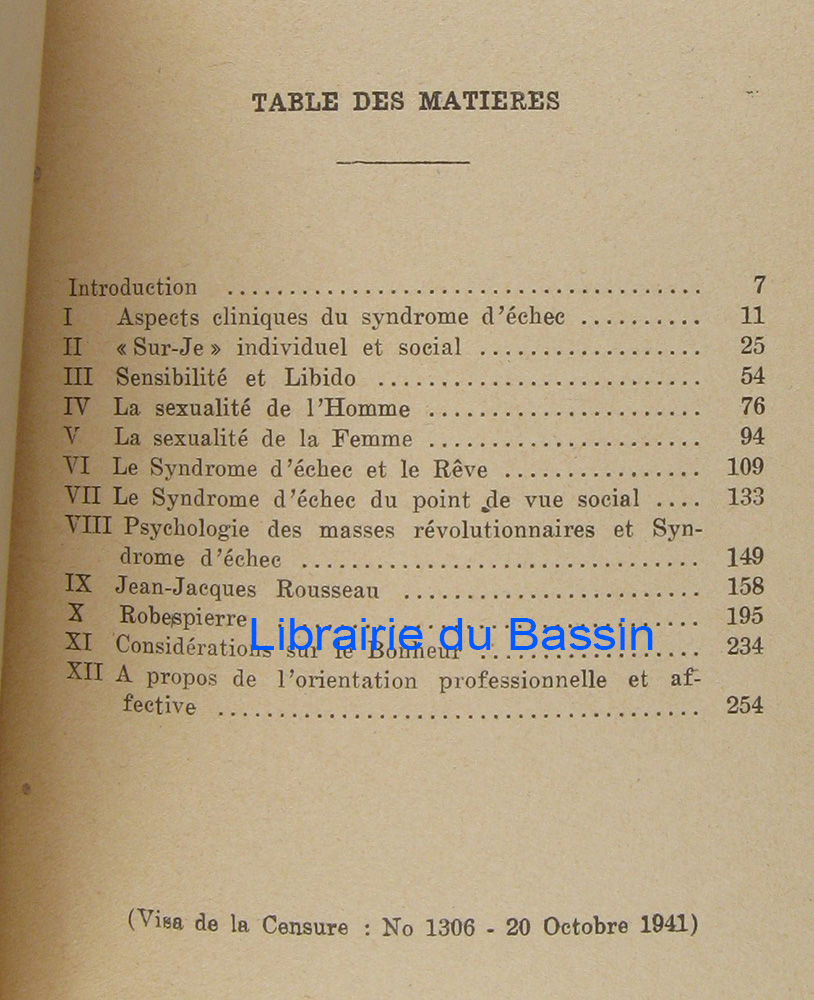 TABLE DES MATIERES
Introduction ...................................... 7
I Aspects cliniques du syndrome d'échec .......... 11
II « Sur-Je » individuel et social .................. 25
III Sensibilité et Libido .......................... 54
IV La sexualité de l'Homme ...................... 76
V La sexualité de la Femme ...................... 94
VI Le Syndrome d'échec et le Rêve ................ 109
VII Le Syndrome d'échec du point de vue social .... 133
VIII Psychologie des masses révolutionnaires et Syn-
drome d'échec ................................ 149
IX Jean-Jacques Rousseau ........................ 158
X Robespierre .................................. 195
Librairie du Bassin
XI Considérations sur le Bonheur .................. 234
XII A propos de l'orientation professionnelle et af-
fective ....................................... 254
(Visa de la Censure : No 1306 - 20 Octobre 1941)